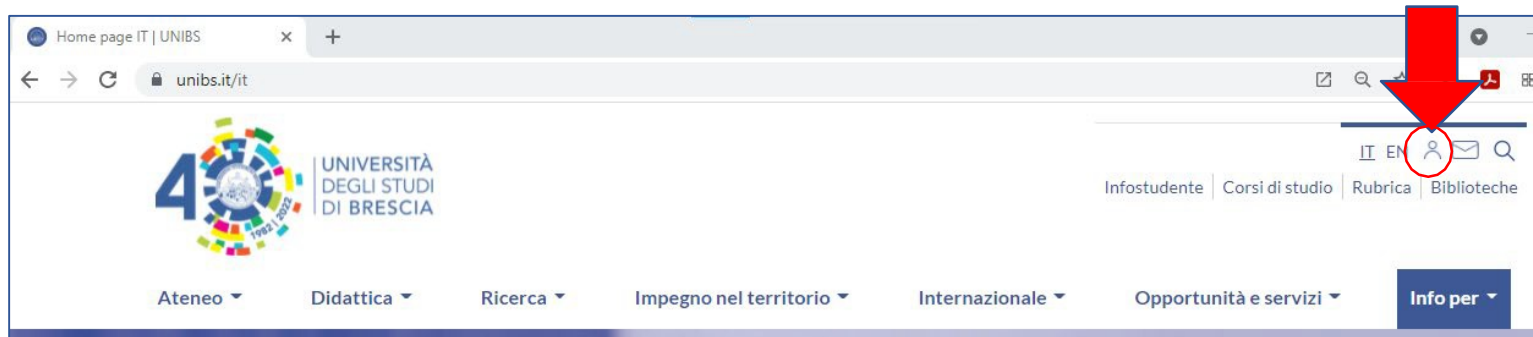 Home page IT | UNIBS
unibs.it/it
40
1982 | 2022
UNIVERSITÀ
DEGLI STUDI
DI BRESCIA
IT EN
Infostudente Corsi di studio Rubrica Biblioteche
Ateneo Didattica Ricerca Impegno nel territorio Internazionale Opportunità e servizi Info per